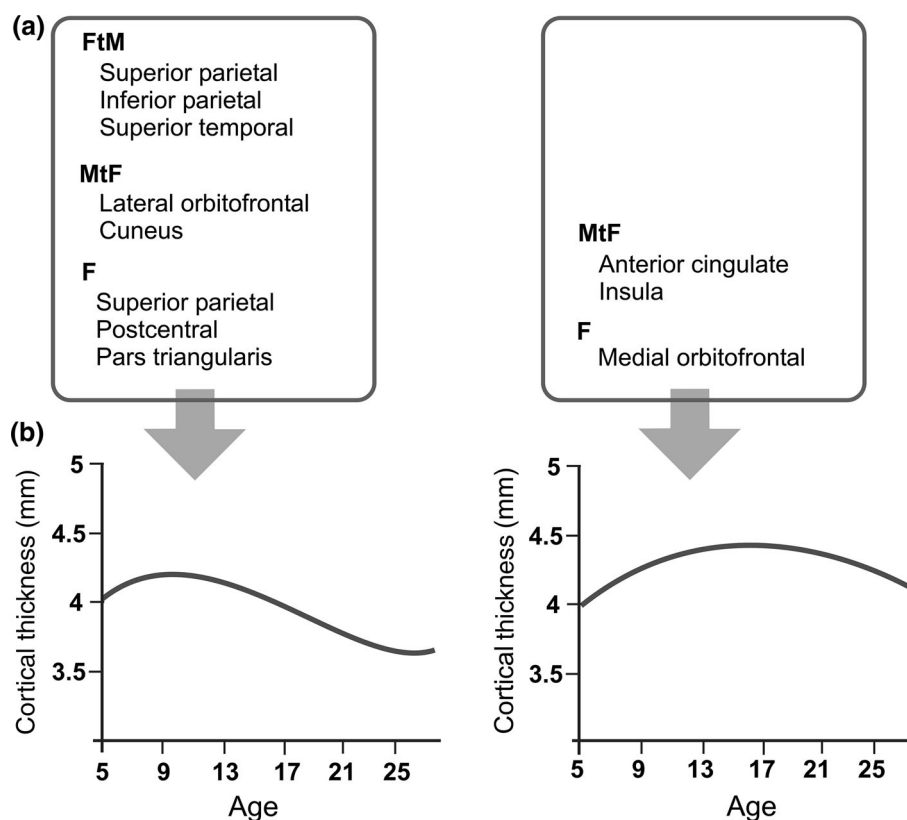 (a)
FtM
Superior parietal
Inferior parietal
Superior temporal
MtF
Lateral orbitofrontal
Cuneus
F
Superior parietal
Postcentral
Pars triangularis
MtF
Anterior cingulate
Insula
F
Medial orbitofrontal
(b)
Cortical thickness (mm)
5
4.5
4
3.5
5 9 13 17 21 25
Age
Cortical thickness (mm)
5
4.5
4
3.5
5 9 13 17 21 25
Age